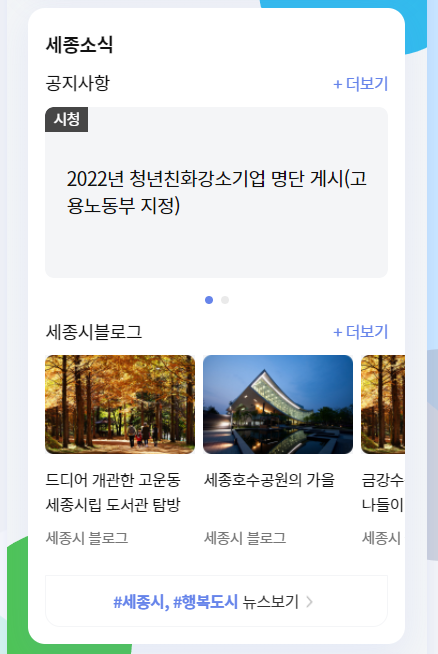 세종소식
공지사항
+ 더보기
시청
2022년 청년친화강소기업 명단 게시(고
용노동부 지정)
세종시블로그
+ 더보기
드디어 개관한 고운동
세종시립 도서관 탐방
세종시 블로그
세종호수공원의 가을
세종시 블로그
금강수
나들이
세종시
#세종시, #행복도시 뉴스보기